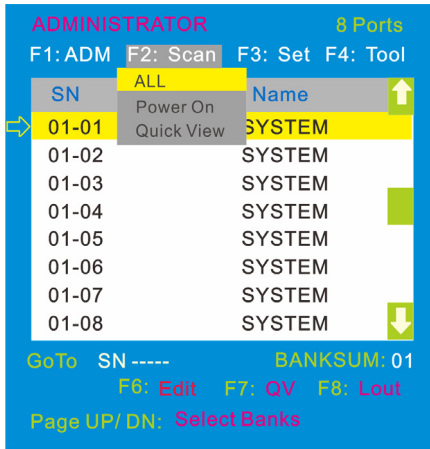 ADMINISTRATOR 8 Ports
F1: ADM F2: Scan F3: Set F4: Tool
SN Name
ALL
Power On
Quick View
01-01 SYSTEM
01-02 SYSTEM
01-03 SYSTEM
01-04 SYSTEM
01-05 SYSTEM
01-06 SYSTEM
01-07 SYSTEM
01-08 SYSTEM
GoTo SN ----- BANKSUM: 01
F6: Edit F7: QV F8: Lout
Page UP/ DN: Select Banks